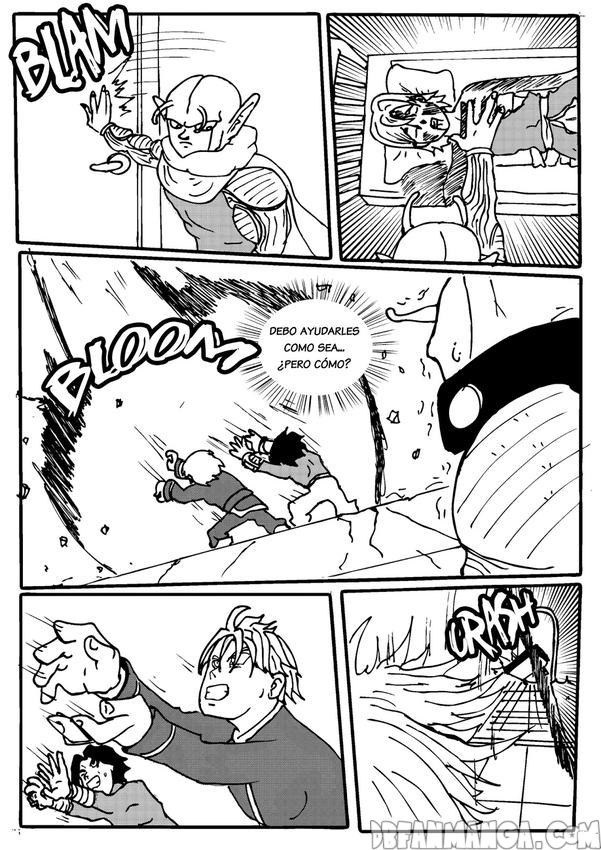 BLAM
BLOOM
DEBO AYUDARLES
COMO SEA...
¿PERO CÓMO?
CRASH
DBFANMANGA.COM